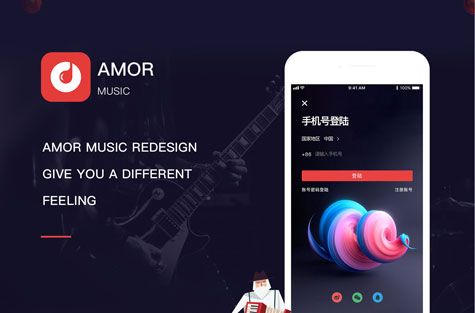 AMOR
MUSIC
AMOR MUSIC REDESIGN
GIVE YOU A DIFFERENT
FEELING
9:41 AM
100%
手机号登陆
国家地区 中国 >
+86 请输入手机号
登陆
账号密码登陆 注册账号